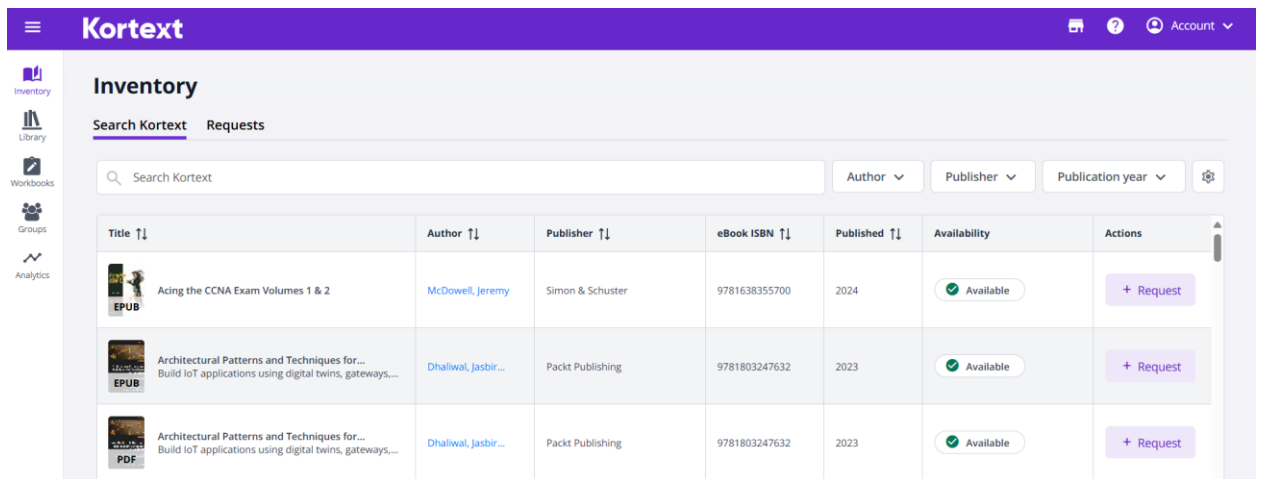 Kortext
Account
Inventory
Inventory
Search Kortext Requests
Library
Workbooks
Groups
Analytics
Search Kortext
Author
Publisher
Publication year
Title Author Publisher eBook ISBN Published Availability Actions
EPUB
Acing the CCNA Exam Volumes 1 & 2
McDowell, Jeremy
Simon & Schuster
9781638355700
2024
Available
+ Request
EPUB
Architectural Patterns and Techniques for...
Build IoT applications using digital twins, gateways,...
Dhaliwal, Jasbir...
Packt Publishing
9781803247632
2023
Available
+ Request
PDF
Architectural Patterns and Techniques for...
Build IoT applications using digital twins, gateways,...
Dhaliwal, Jasbir...
Packt Publishing
9781803247632
2023
Available
+ Request